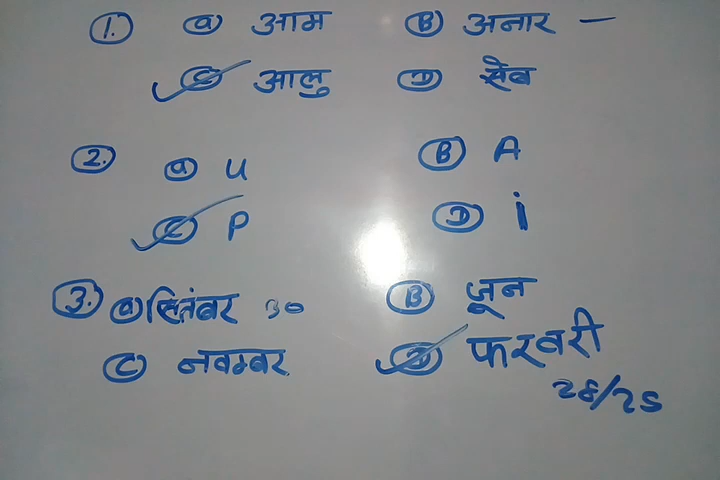 1. a आम B अनार –
C आलु D सेब
2. a u B A
C P D i
3. a सितंबर 30 B जून
C नवम्बर D फरवरी
28/29